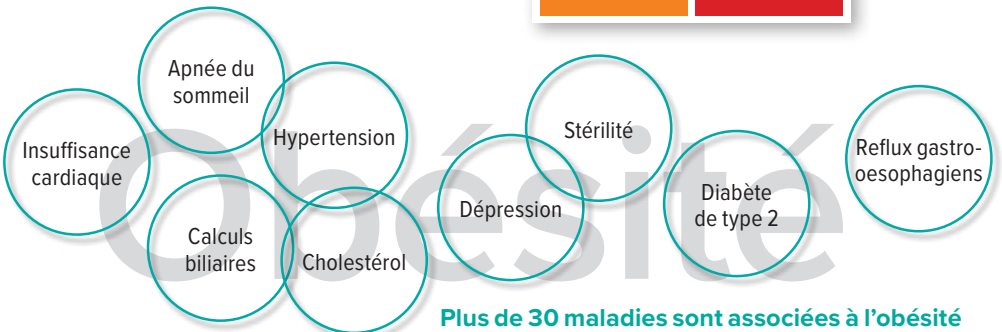 Apnée du
sommeil
Insuffisance
cardiaque
Hypertension
Calculs
biliaires
Cholestérol
Stérilité
Dépression
Diabète
de type 2
Reflux gastro-
oesophagiens
Obésité
Plus de 30 maladies sont associées à l'obésité